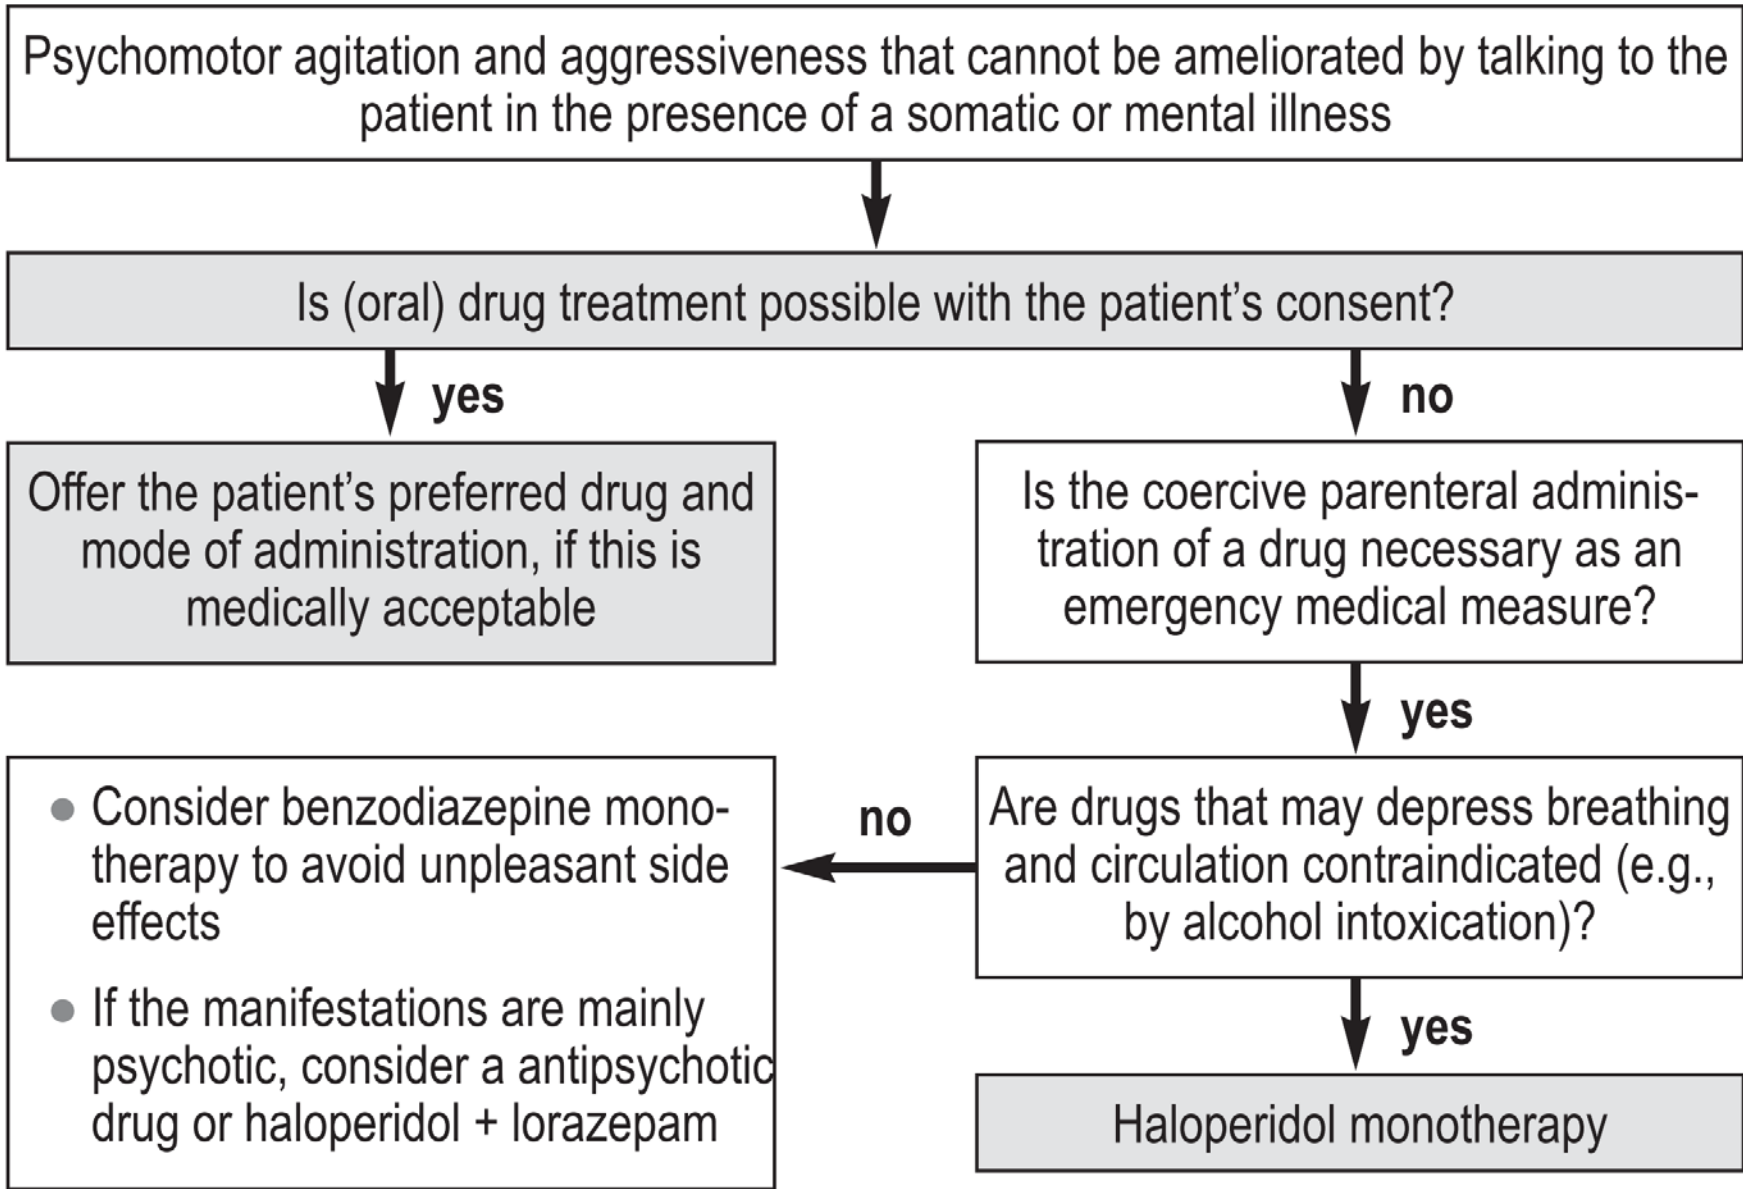 Psychomotor agitation and aggressiveness that cannot be ameliorated by talking to the
patient in the presence of a somatic or mental illness
Is (oral) drug treatment possible with the patient’s consent?
yes
no
Offer the patient’s preferred drug and
mode of administration, if this is
medically acceptable
Is the coercive parenteral adminis-
tration of a drug necessary as an
emergency medical measure?
yes
Are drugs that may depress breathing
and circulation contraindicated (e.g.,
by alcohol intoxication)?
no
● Consider benzodiazepine mono-
therapy to avoid unpleasant side
effects
● If the manifestations are mainly
psychotic, consider a antipsychotic
drug or haloperidol + lorazepam
yes
Haloperidol monotherapy